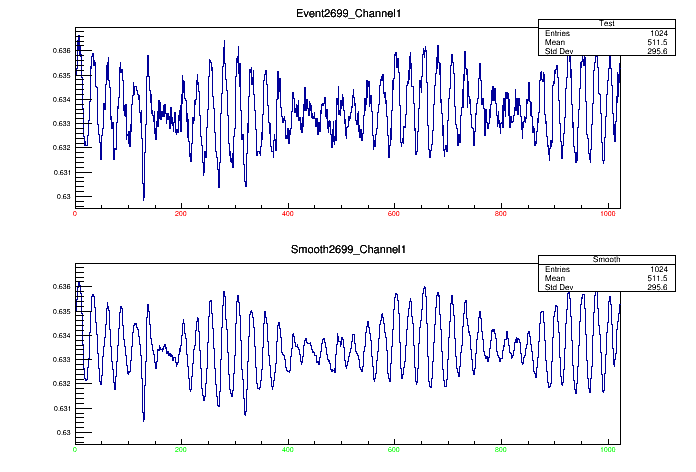 Event2699_Channel1
Test
Entries 1024
Mean 511.5
Std Dev 295.6
0.636
0.635
0.634
0.633
0.632
0.631
0.63
0 200 400 600 800 1000
Smooth2699_Channel1
Smooth
Entries 1024
Mean 511.5
Std Dev 295.6
0.636
0.635
0.634
0.633
0.632
0.631
0.63
0 200 400 600 800 1000